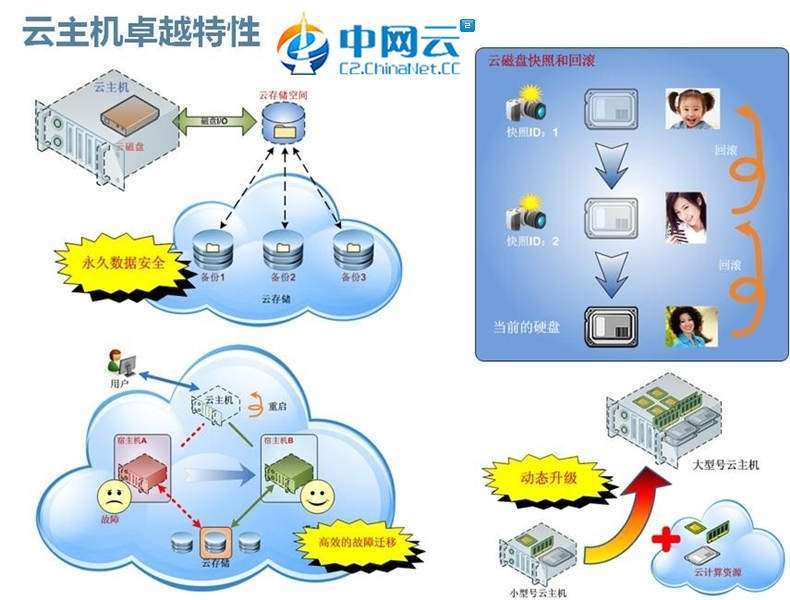 云主机卓越特性
中网云
2
C2.ChinaNet.CC
云主机
云磁盘
磁盘I/O
云存储空间
永久数据安全
备份1
备份2
备份3
云存储
云磁盘快照和回滚
快照ID：1
回滚
快照ID：2
回滚
当前的硬盘
用户
云主机
重启
宿主机A
宿主机B
故障
云存储
高效的故障迁移
大型号云主机
动态升级
小型号云主机
云计算资源